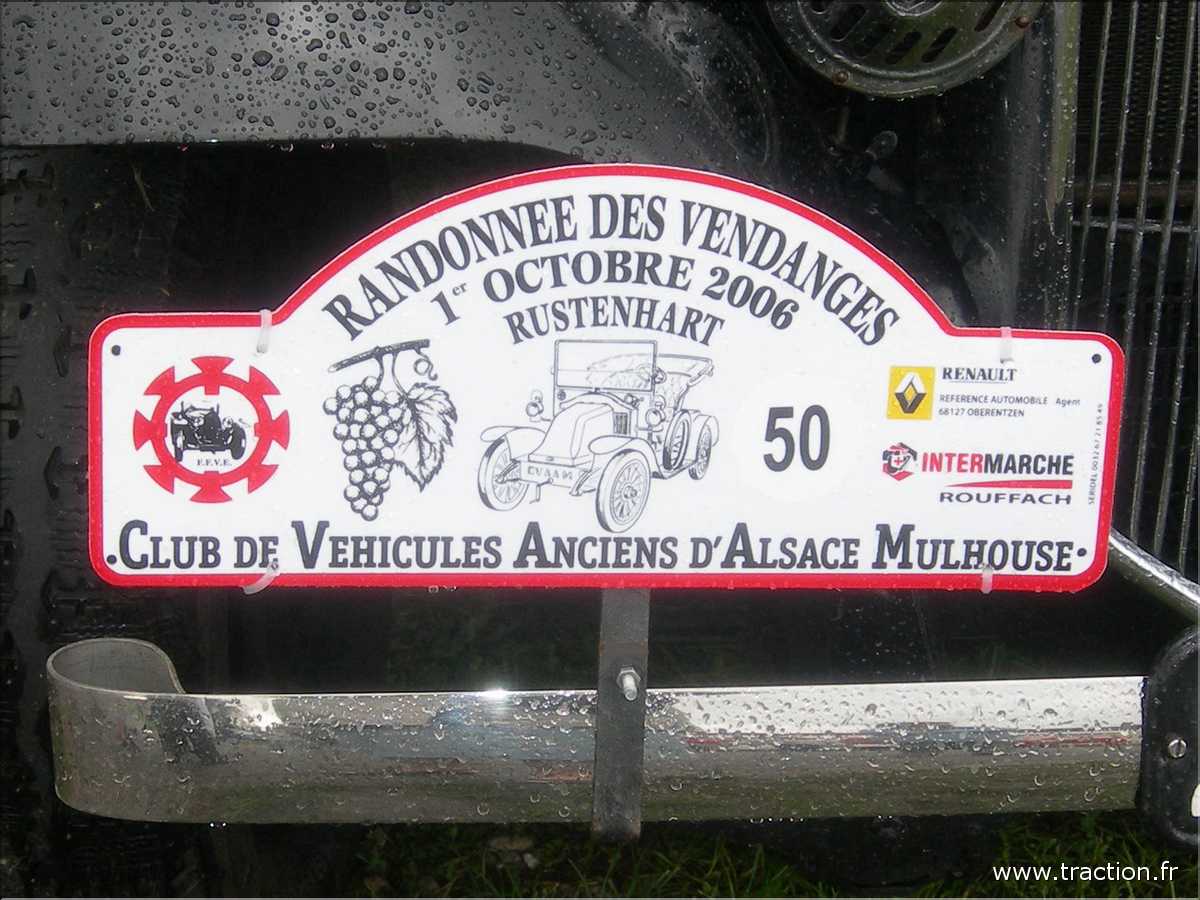 RANDONNEE DES VENDANGES
1er OCTOBRE 2006
RUSTENHART
F.F.V.E.
50
RENAULT
REFERENCE AUTOMOBILE Agent
68127 OBERENTZEN
INTERMARCHE
ROUFFACH
CLUB DE VEHICULES ANCIENS D'ALSACE MULHOUSE
www.traction.fr